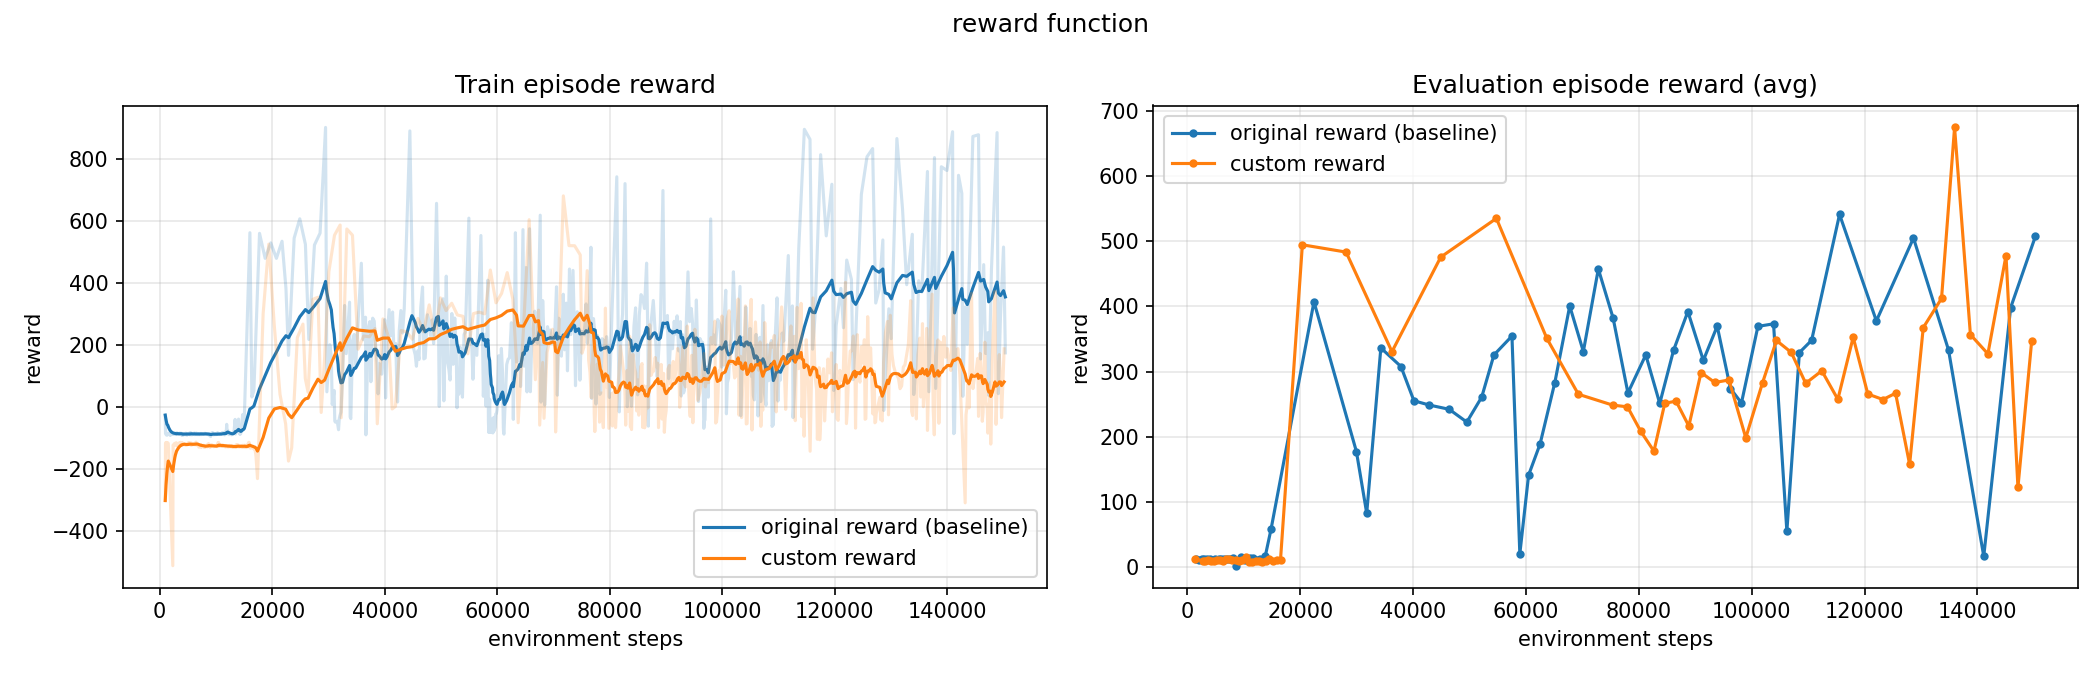 reward function
Train episode reward
reward
800
600
400
200
0
−200
−400
original reward (baseline)
custom reward
0
20000
40000
60000
80000
100000
120000
140000
environment steps
Evaluation episode reward (avg)
reward
700
600
500
400
300
200
100
0
original reward (baseline)
custom reward
0
20000
40000
60000
80000
100000
120000
140000
environment steps